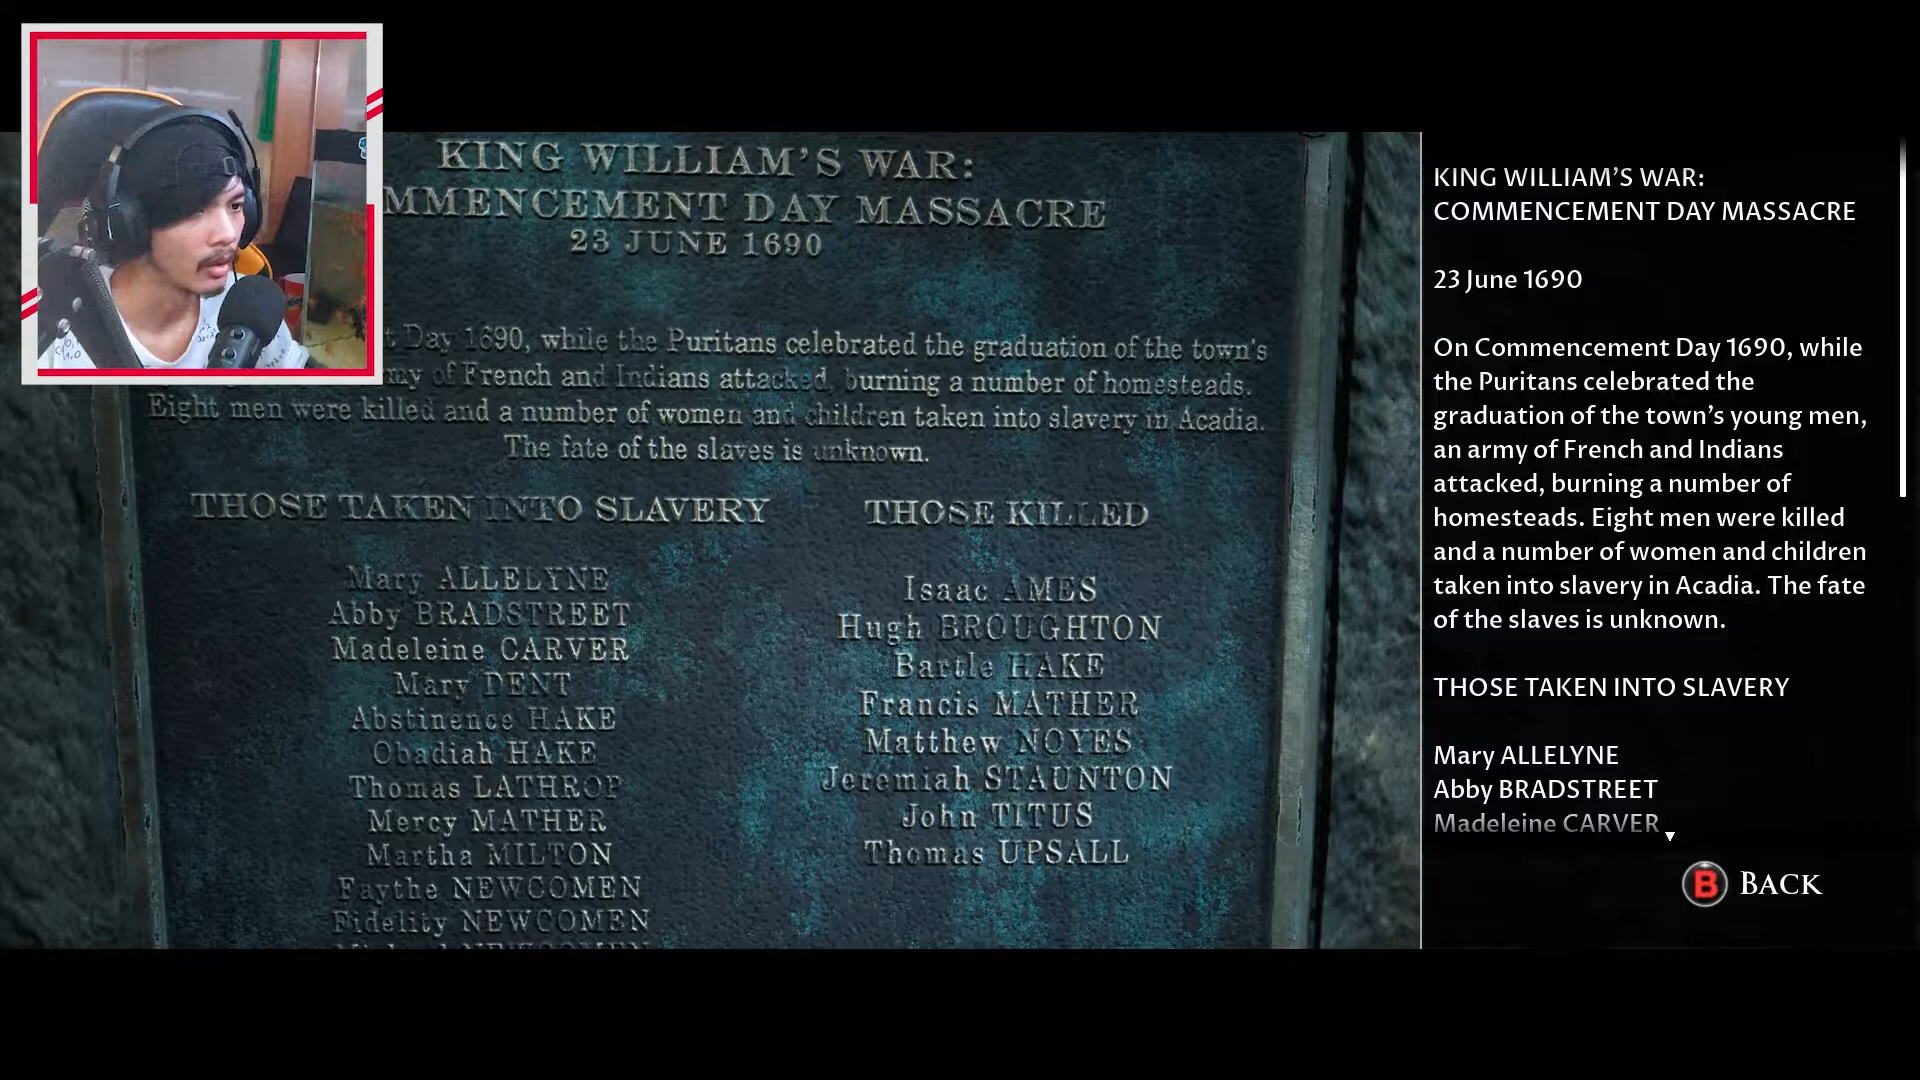 KING WILLIAM'S WAR:
MMENCEMENT DAY MASSACRE
23 JUNE 1690
t Day 1690, while the Puritans celebrated the graduation of the town's
my of French and Indians attacked, burning a number of homesteads.
Eight men were killed and a number of women and children taken into slavery in Acadia.
The fate of the slaves is unknown.
THOSE TAKEN INTO SLAVERY
Mary ALLELYNE
Abby BRADSTREET
Madeleine CARVER
Mary DENT
Abstinence HAKE
Obadiah HAKE
Thomas LATHROP
Mercy MATHER
Martha MILTON
Faythe NEWCOMEN
Fidelity NEWCOMEN
THOSE KILLED
Isaac AMES
Hugh BROUGHTON
Bartle HAKE
Francis MATHER
Matthew NOYES
Jeremiah STAUNTON
John TITUS
Thomas UPSALL
KING WILLIAM'S WAR:
COMMENCEMENT DAY MASSACRE
23 June 1690
On Commencement Day 1690, while
the Puritans celebrated the
graduation of the town's young men,
an army of French and Indians
attacked, burning a number of
homesteads. Eight men were killed
and a number of women and children
taken into slavery in Acadia. The fate
of the slaves is unknown.
THOSE TAKEN INTO SLAVERY
Mary ALLELYNE
Abby BRADSTREET
Madeleine CARVER
B BACK